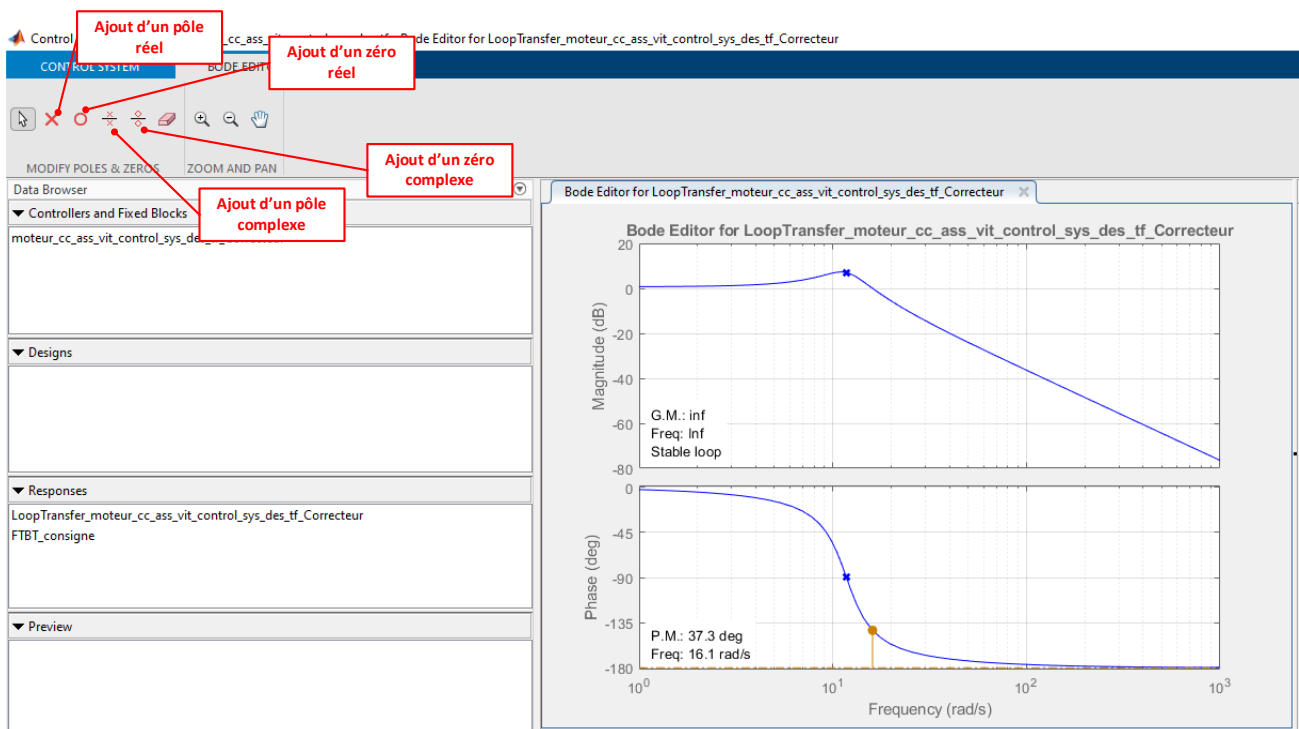 Ajout d’un pôle
réel
Control
_cc_ass_
Bode Editor for LoopTransfer_moteur_cc_ass_vit_control_sys_des_tf_Correcteur
Ajout d’un zéro
réel
CONTROL SYSTEM
BODE EDIT
MODIFY POLES & ZEROS
ZOOM AND PAN
Ajout d’un zéro
complexe
Ajout d’un pôle
complexe
Data Browser
Controllers and Fixed Blocks
moteur_cc_ass_vit_control_sys_des
Designs
Responses
LoopTransfer_moteur_cc_ass_vit_control_sys_des_tf_Correcteur
FTBT_consigne
Preview
Bode Editor for LoopTransfer_moteur_cc_ass_vit_control_sys_des_tf_Correcteur
Bode Editor for LoopTransfer_moteur_cc_ass_vit_control_sys_des_tf_Correcteur
20
0
-20
-40
-60
-80
Magnitude (dB)
G.M.: inf
Freq: Inf
Stable loop
0
-45
-90
-135
-180
Phase (deg)
P.M.: 37.3 deg
Freq: 16.1 rad/s
10^0
10^1
10^2
10^3
Frequency (rad/s)